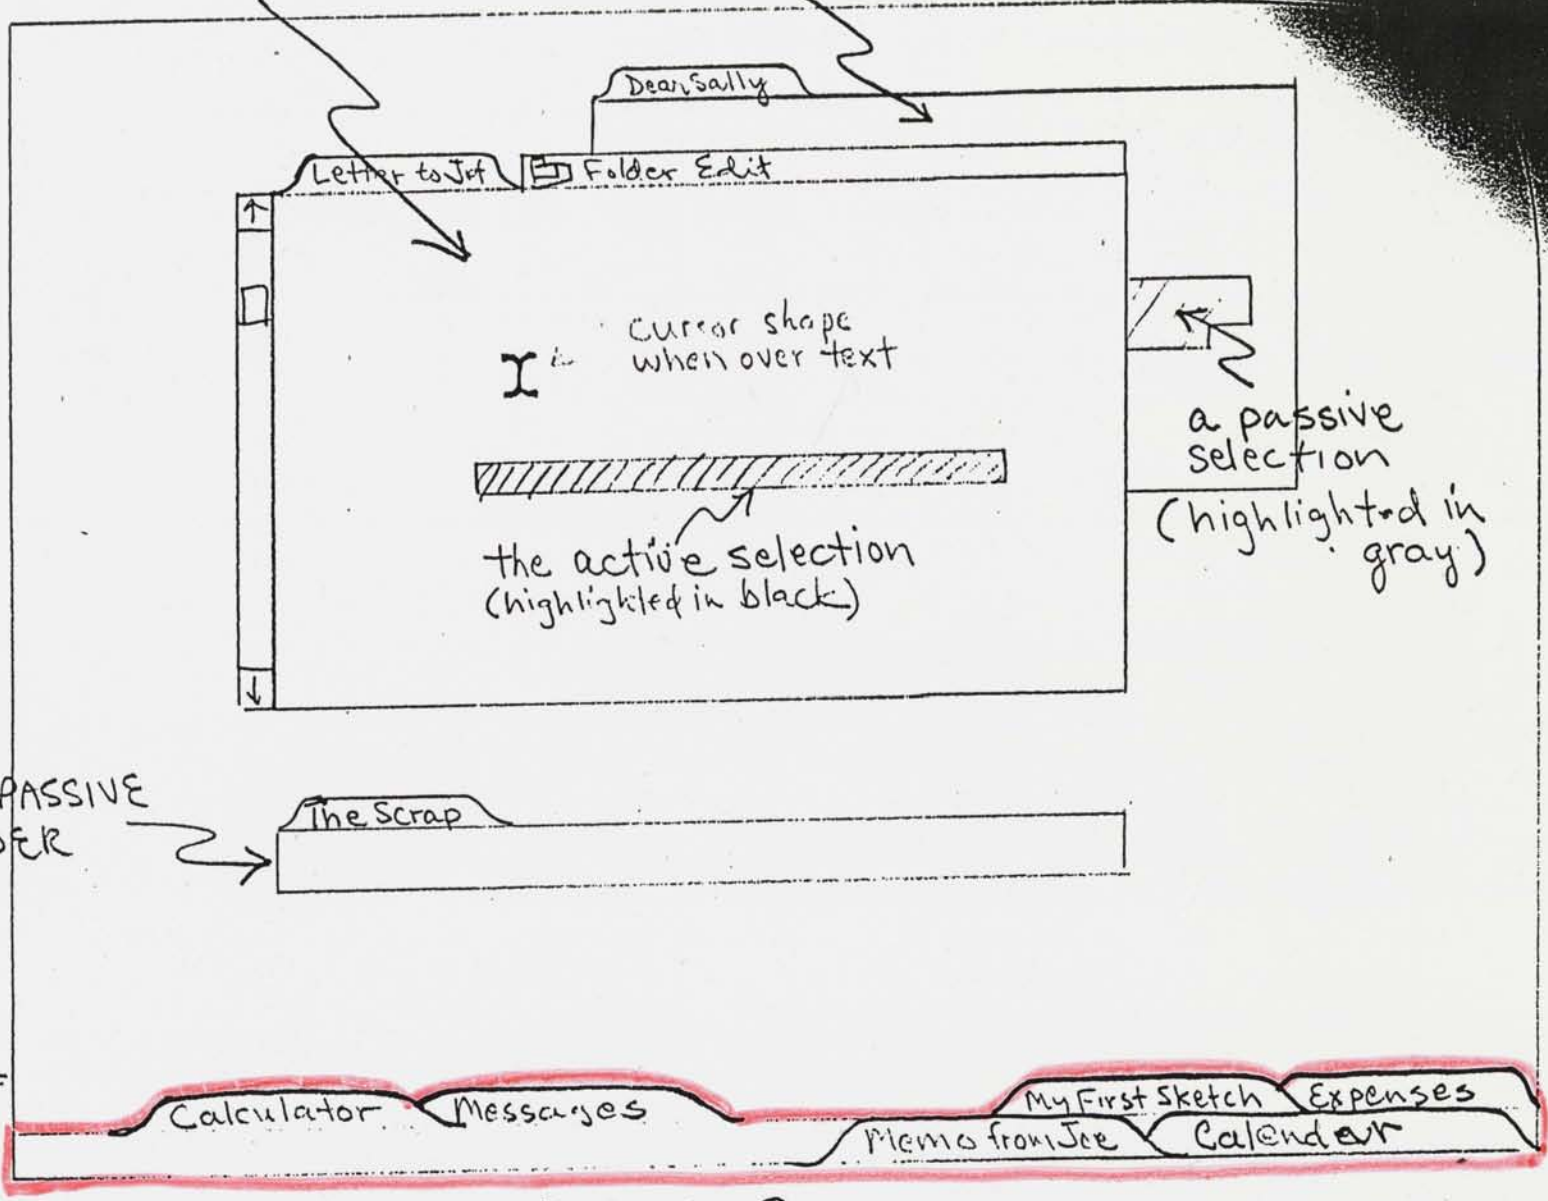 Dear Sally
Letter to Jef
Folder Edit
cursor shape
when over text
a passive
selection
(highlighted in
gray)
the active selection
(highlighted in black)
PASSIVE
The Scrap
Calculator
Messages
My First Sketch
Expenses
Memo from Joe
Calendar